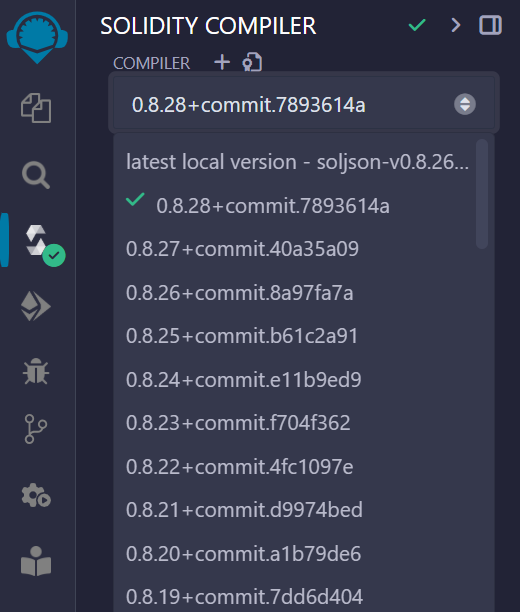 SOLIDITY COMPILER
COMPILER
0.8.28+commit.7893614a
latest local version - soljson-v0.8.26...
0.8.28+commit.7893614a
0.8.27+commit.40a35a09
0.8.26+commit.8a97fa7a
0.8.25+commit.b61c2a91
0.8.24+commit.e11b9ed9
0.8.23+commit.f704f362
0.8.22+commit.4fc1097e
0.8.21+commit.d9974bed
0.8.20+commit.a1b79de6
0.8.19+commit.7dd6d404